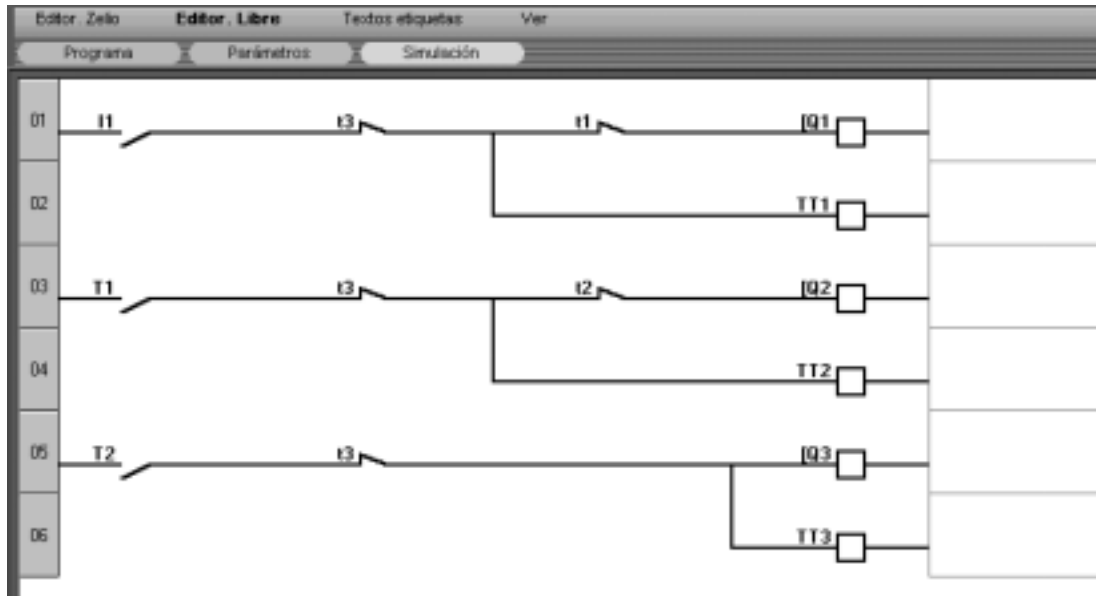 Editor. Zelio Editor. Libre Textos etiquetas Ver
Programa Parámetros Simulación
01 I1 t3 t1 [Q1
02 TT1
03 T1 t3 t2 [Q2
04 TT2
05 T2 t3 [Q3
06 TT3